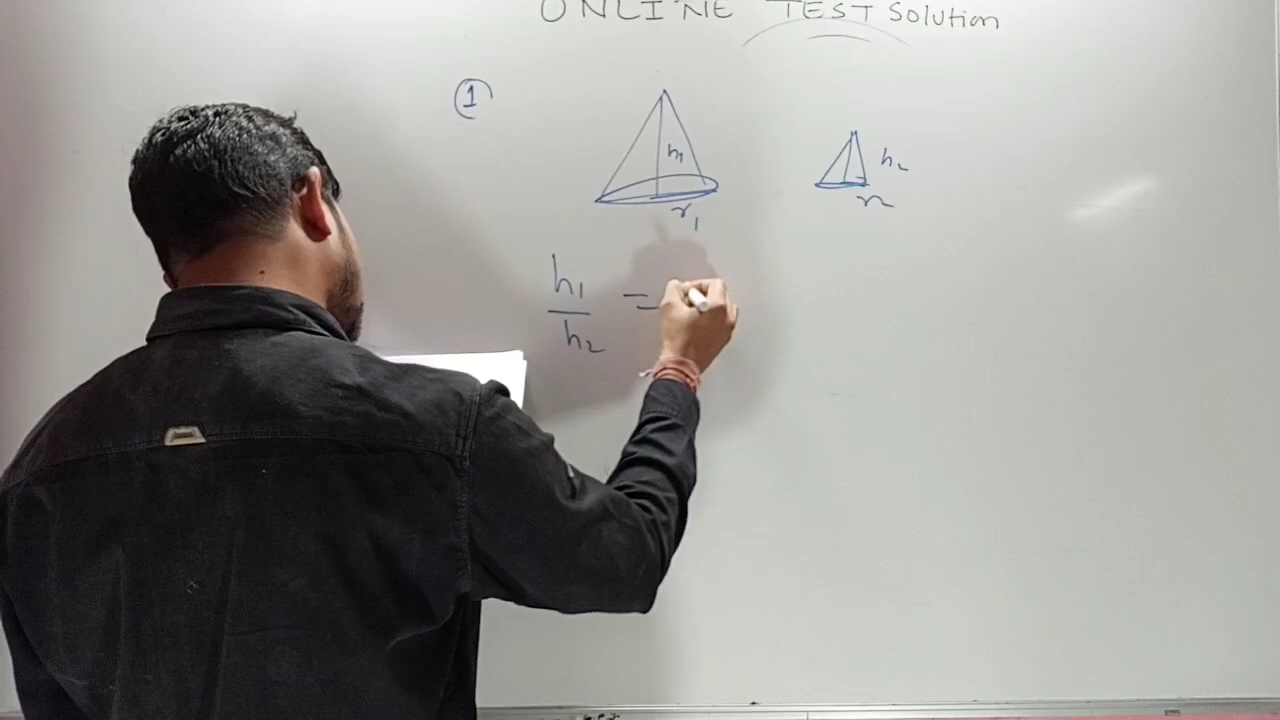 ONLINE TEST Solution
1
h1
h2
r1
r2
h1
h2
=